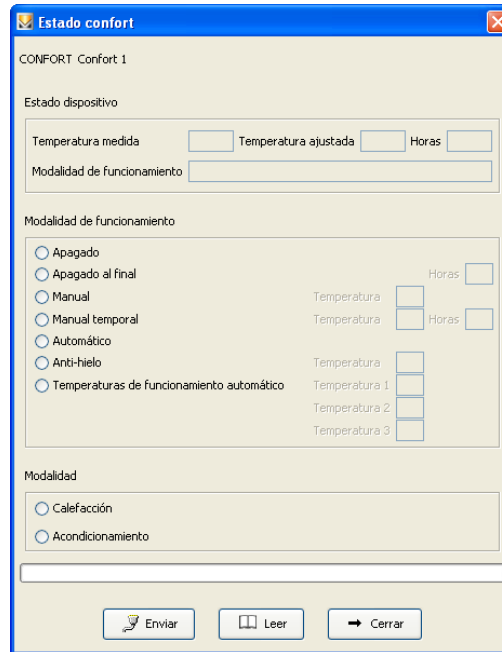 Estado confort
CONFORT Confort 1
Estado dispositivo
Temperatura medida Temperatura ajustada Horas
Modalidad de funcionamiento
Modalidad de funcionamiento
Apagado
Apagado al final Horas
Manual Temperatura
Manual temporal Temperatura Horas
Automático
Anti-hielo Temperatura
Temperaturas de funcionamiento automático Temperatura 1
Temperatura 2
Temperatura 3
Modalidad
Calefacción
Acondicionamiento
Enviar Leer Cerrar